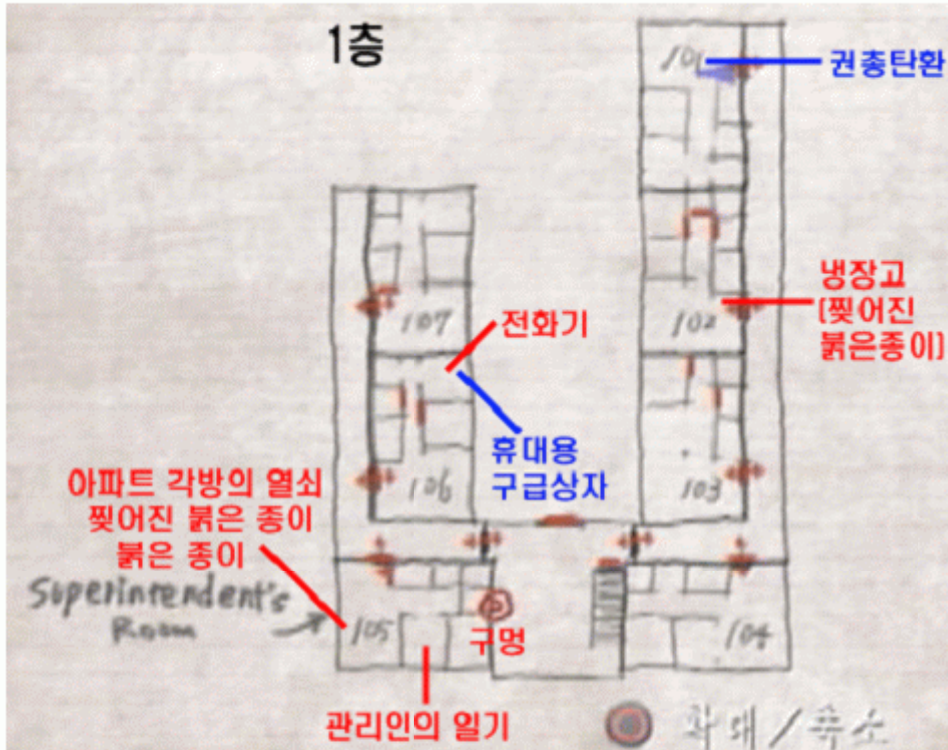 1층
101
권총탄환
냉장고
[찢어진
붉은종이]
107
전화기
102
휴대용
구급상자
106
103
아파트 각방의 열쇠
찢어진 붉은 종이
붉은 종이
Superintendent's
Room
105
구멍
104
관리인의 일기
확대/축소